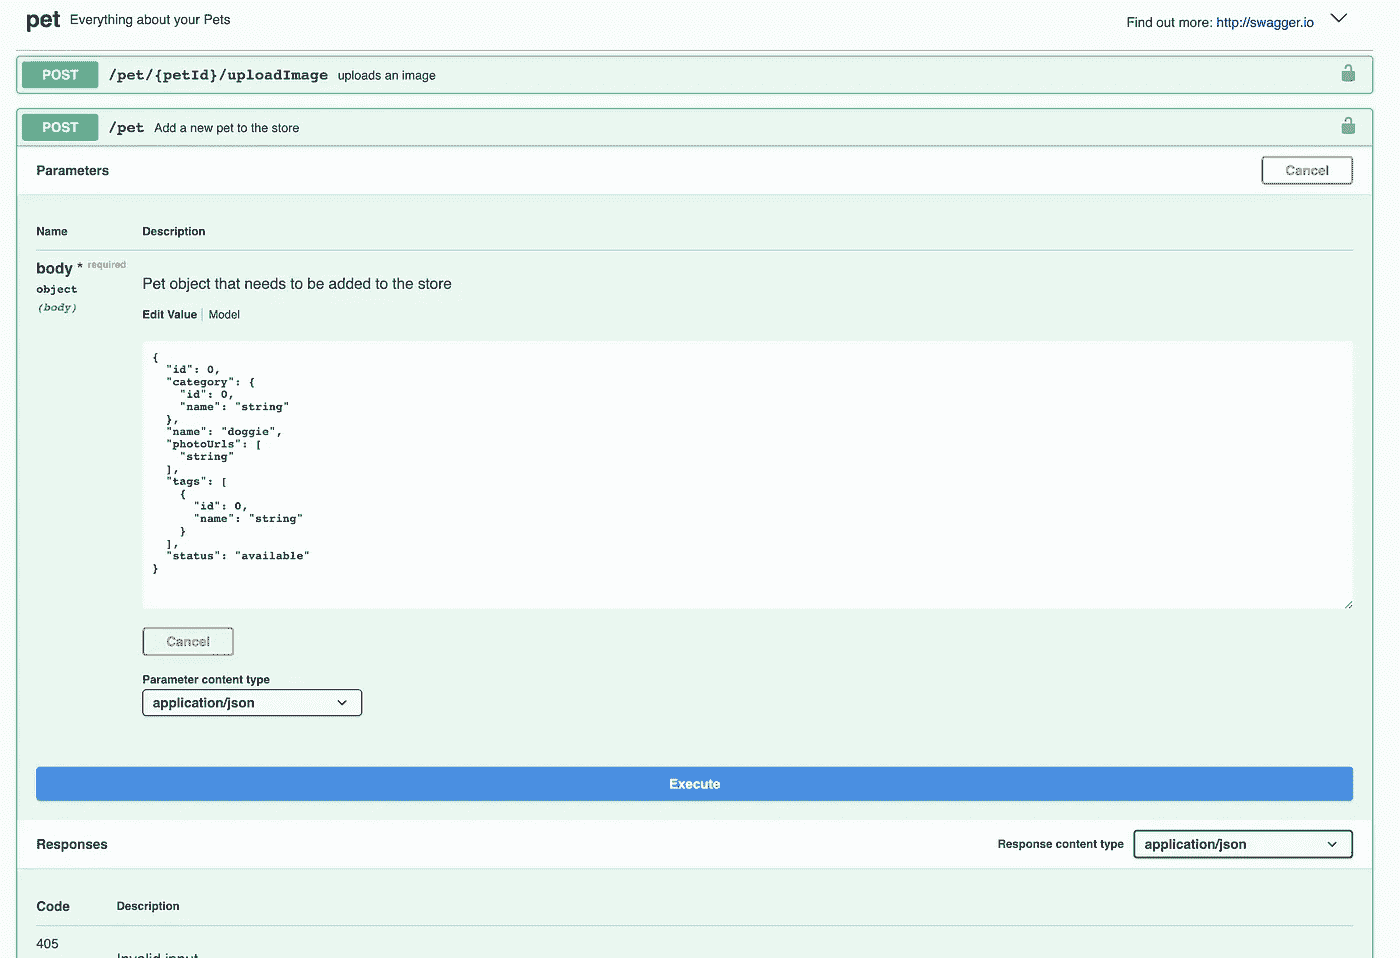 pet Everything about your Pets
Find out more: http://swagger.io
POST /pet/{petId}/uploadImage uploads an image
POST /pet Add a new pet to the store
Parameters
Cancel
Name Description
body * required
object
(body)
Pet object that needs to be added to the store
Edit Value Model
{
  "id": 0,
  "category": {
    "id": 0,
    "name": "string"
  },
  "name": "doggie",
  "photoUrls": [
    "string"
  ],
  "tags": [
    {
      "id": 0,
      "name": "string"
    }
  ],
  "status": "available"
}
Cancel
Parameter content type
application/json
Execute
Responses
Response content type application/json
Code Description
405
Invalid input